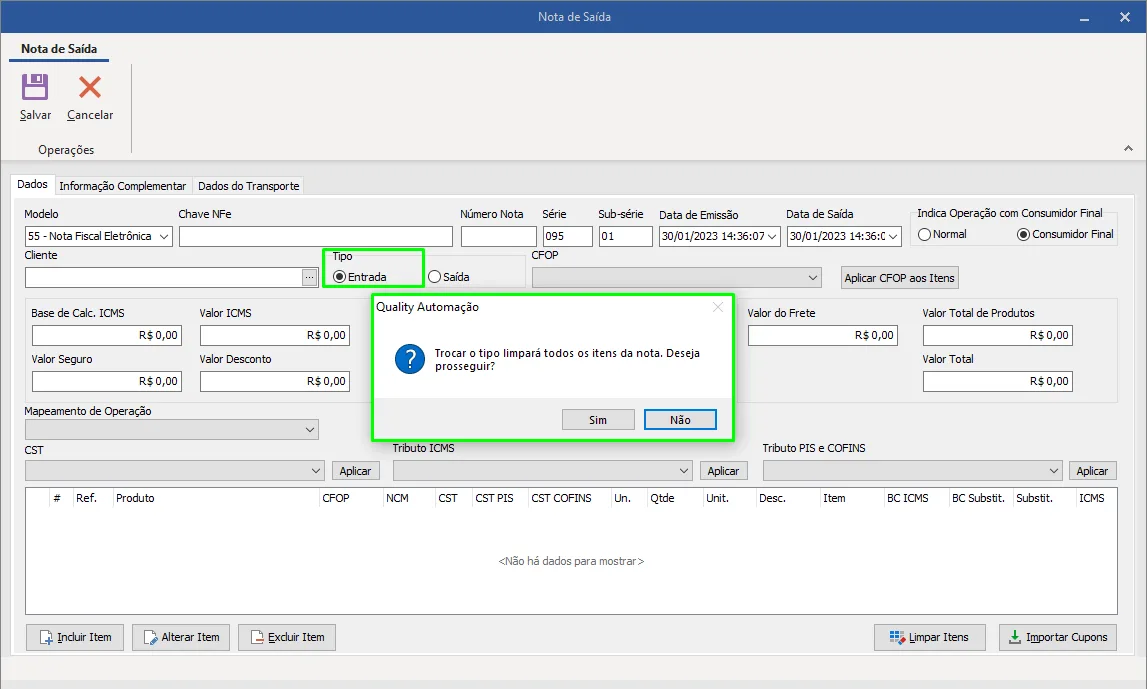 Nota de Saída
Nota de Saída
Salvar
Cancelar
Operações
Dados
Informação Complementar
Dados do Transporte
Modelo
Chave NFe
Número Nota
Série
Sub-série
Data de Emissão
Data de Saída
Indica Operação com Consumidor Final
55 - Nota Fiscal Eletrônica
095
01
30/01/2023 14:36:07
30/01/2023 14:36:0
Normal
Consumidor Final
Cliente
Tipo
CFOP
...
Entrada
Saída
Aplicar CFOP aos Itens
Quality Automação
Trocar o tipo limpará todos os itens da nota. Deseja
prosseguir?
Sim
Não
Base de Calc. ICMS
Valor ICMS
Valor do Frete
Valor Total de Produtos
R$ 0,00
R$ 0,00
R$ 0,00
R$ 0,00
Valor Seguro
Valor Desconto
Valor Total
R$ 0,00
R$ 0,00
R$ 0,00
Mapeamento de Operação
CST
Tributo ICMS
Tributo PIS e COFINS
Aplicar
Aplicar
Aplicar
# Ref. Produto CFOP NCM CST CST PIS CST COFINS Un. Qtde Unit. Desc. Item BC ICMS BC Substit. Substit. ICMS
<Não há dados para mostrar>
Incluir Item
Alterar Item
Excluir Item
Limpar Itens
Importar Cupons